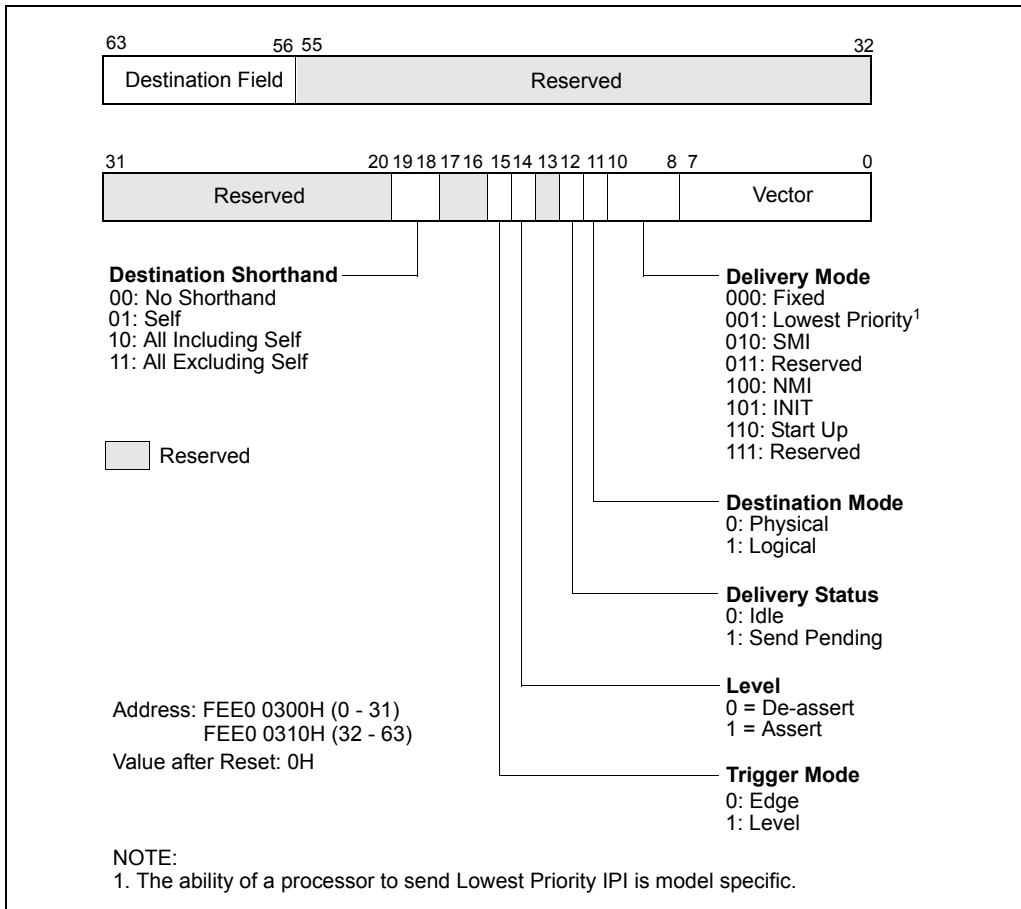 63 56 55 32
Destination Field Reserved
31 20 19 18 17 16 15 14 13 12 11 10 8 7 0
Reserved Vector
Destination Shorthand
00: No Shorthand
01: Self
10: All Including Self
11: All Excluding Self
Reserved
Delivery Mode
000: Fixed
001: Lowest Priority1
010: SMI
011: Reserved
100: NMI
101: INIT
110: Start Up
111: Reserved
Destination Mode
0: Physical
1: Logical
Delivery Status
0: Idle
1: Send Pending
Level
0 = De-assert
1 = Assert
Trigger Mode
0: Edge
1: Level
Address: FEE0 0300H (0 - 31)
FEE0 0310H (32 - 63)
Value after Reset: 0H
NOTE:
1. The ability of a processor to send Lowest Priority IPI is model specific.